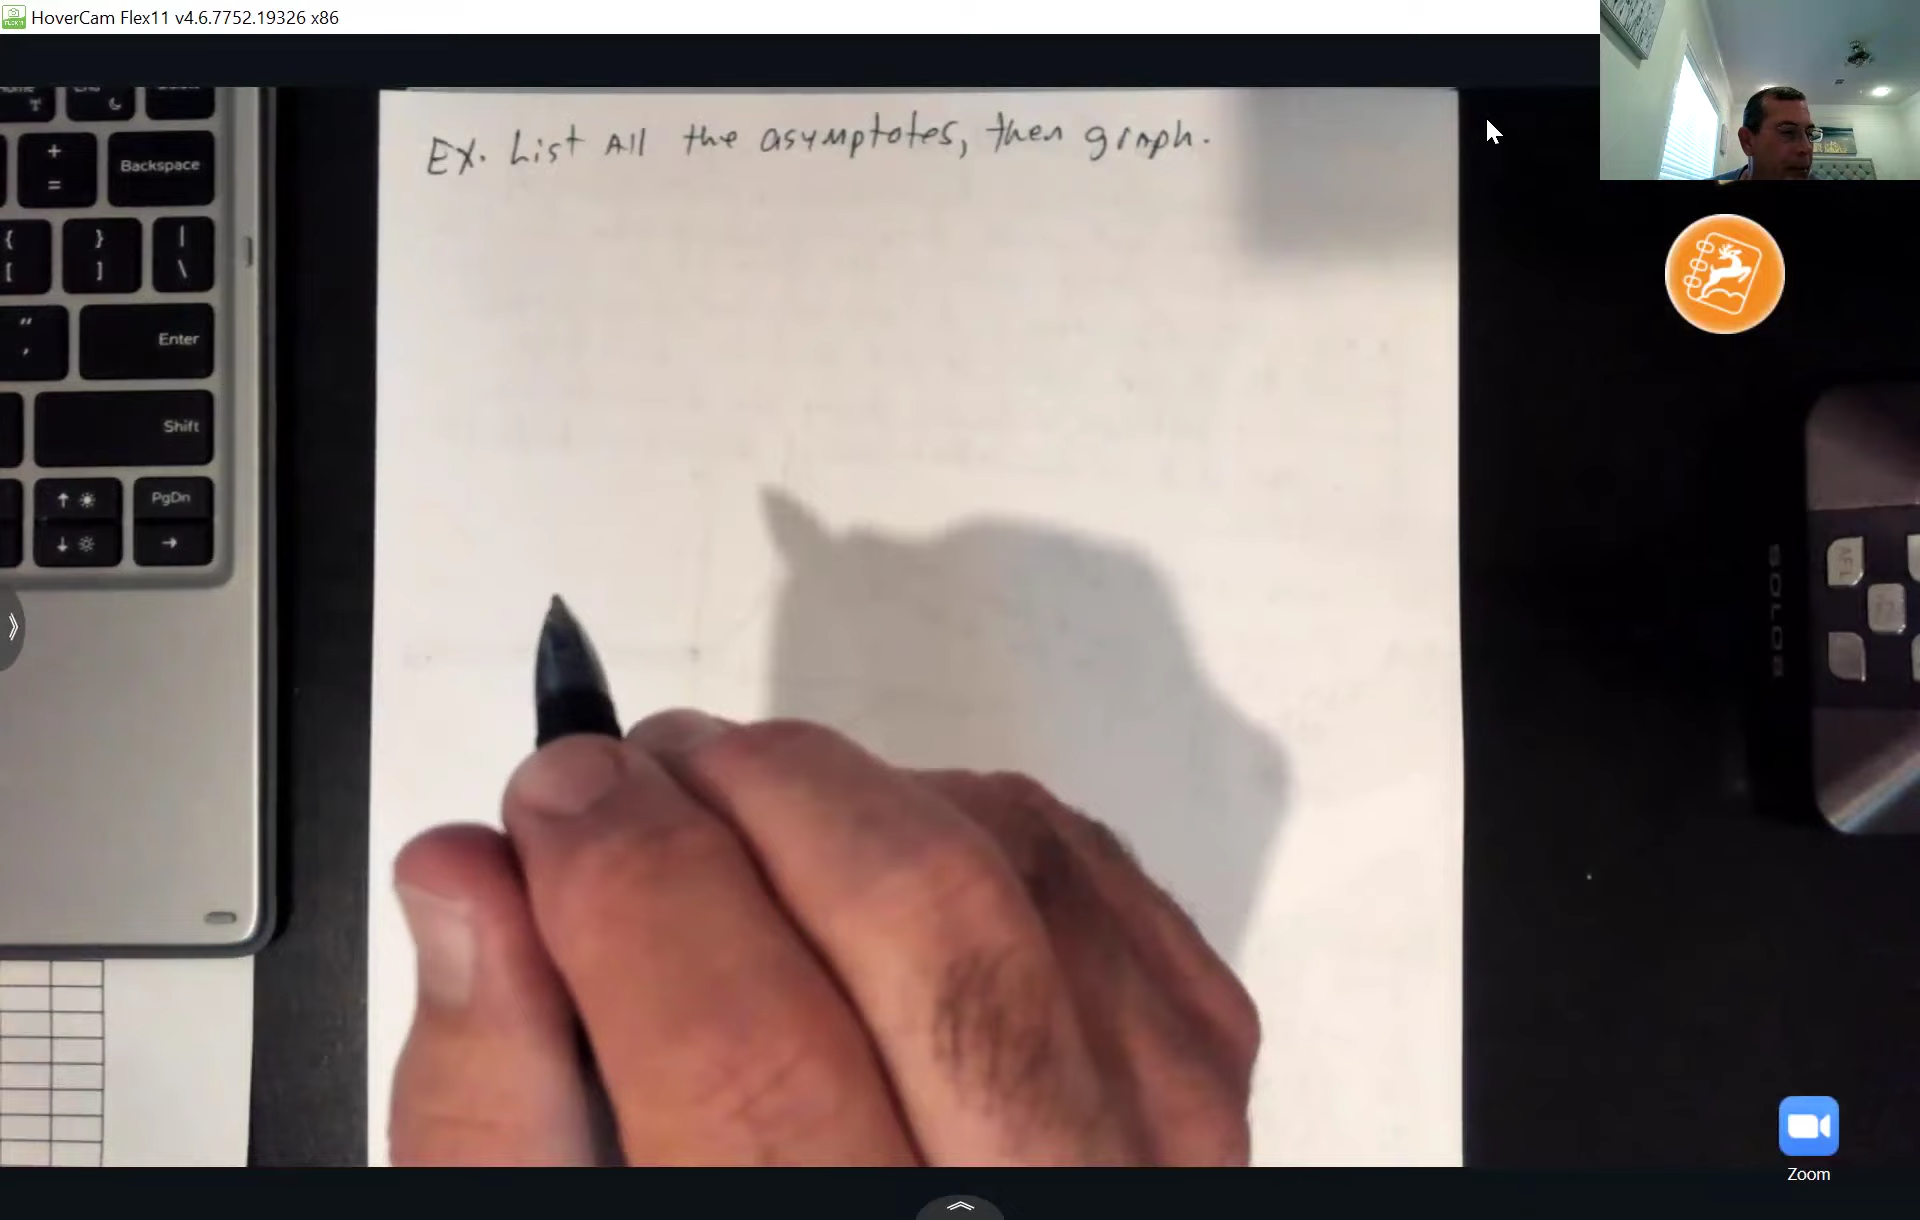 HoverCam Flex11 v4.6.7752.19326 x86
Ex. List All the asymptotes, then graph.
+
=
Backspace
{
[
}
]
|
\
"
,
Enter
Shift
PgDn
SOLOB
Zoom